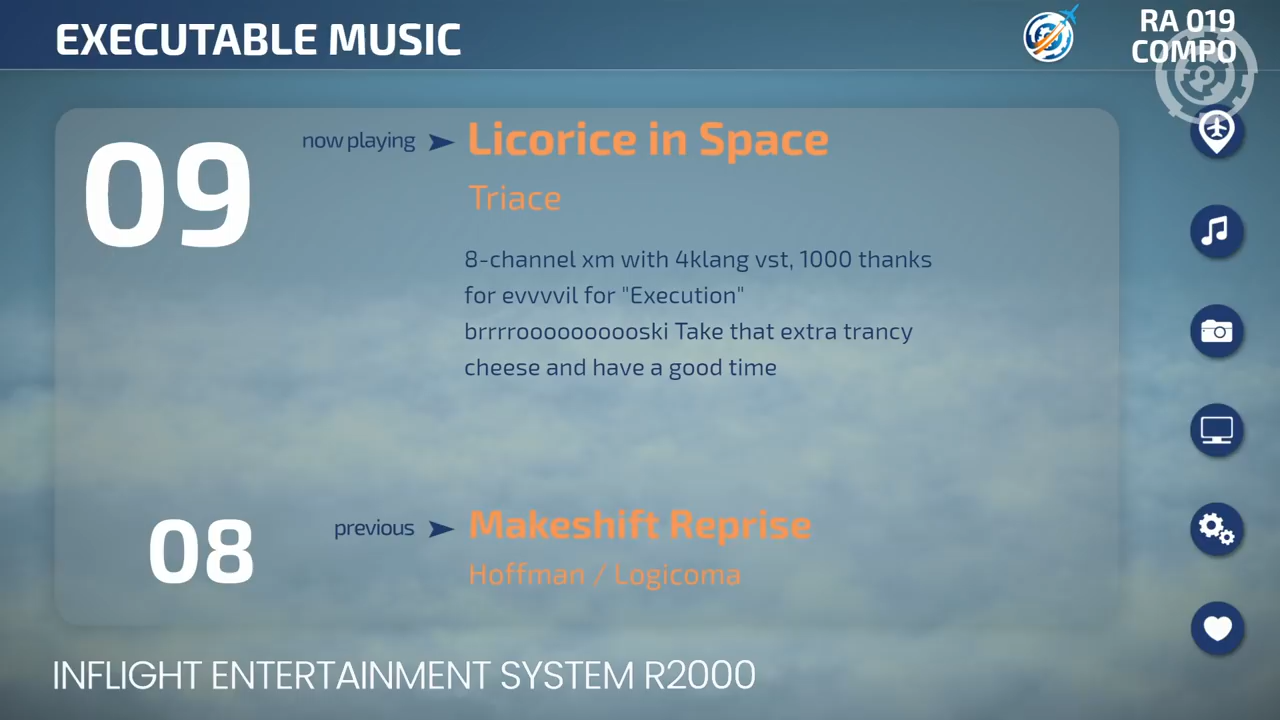 EXECUTABLE MUSIC
RA 019
COMPO
09
now playing
Licorice in Space
Triace
8-channel xm with 4klang vst, 1000 thanks
for evvvvil for "Execution"
brrrroooooooooski Take that extra trancy
cheese and have a good time
08
previous
Makeshift Reprise
Hoffman / Logicoma
INFLIGHT ENTERTAINMENT SYSTEM R2000